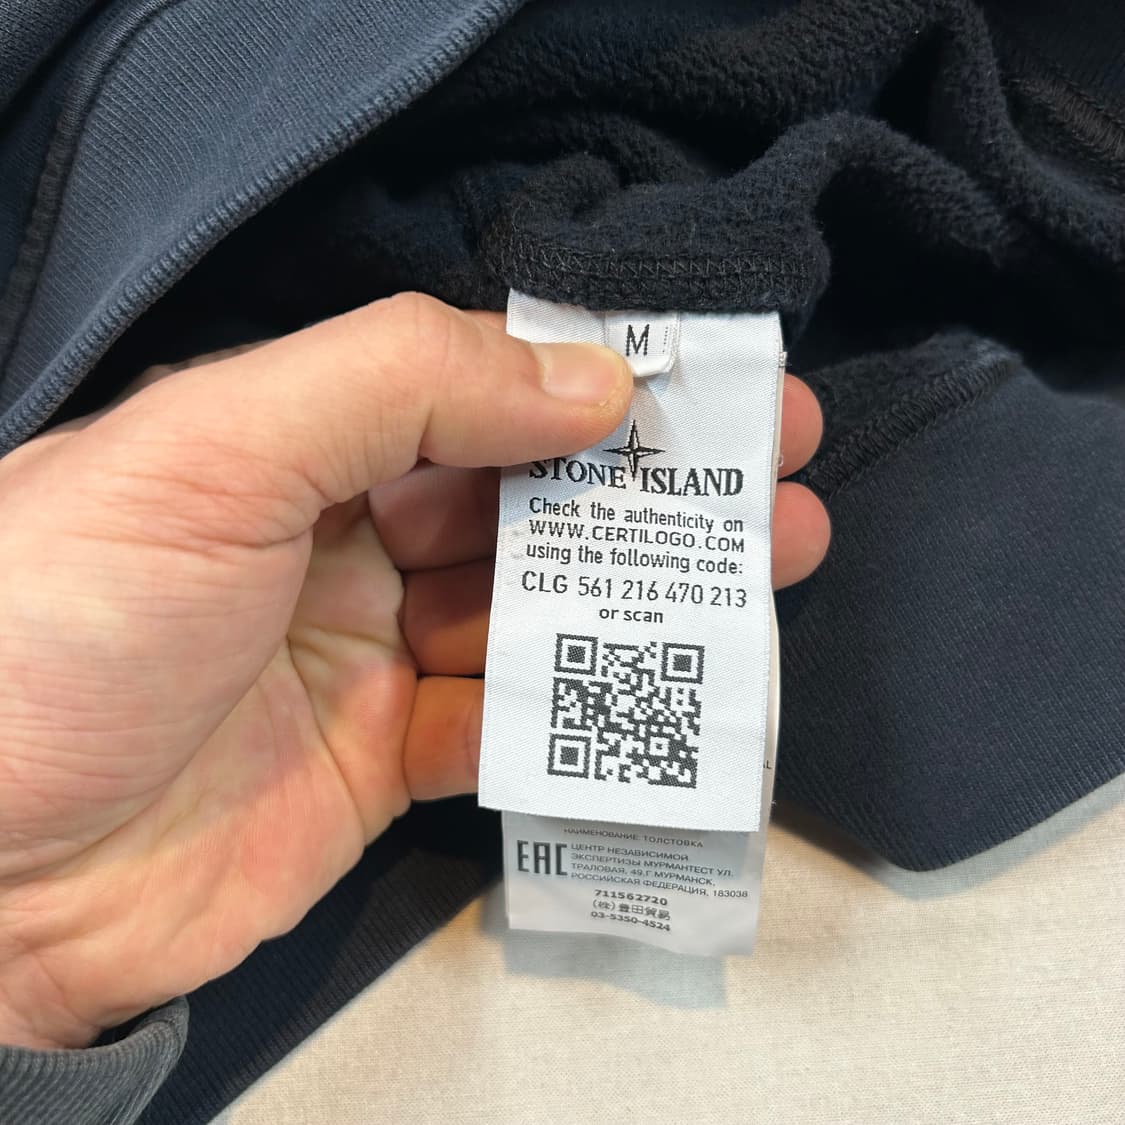 M
STONE ISLAND
Check the authenticity on
WWW.CERTILOGO.COM
using the following code:
CLG 561 216 470 213
or scan
НАИМЕНОВАНИЕ: ТОЛСТОВКА
EAC
ЦЕНТР НЕЗАВИСИМОЙ
ЭКСПЕРТИЗЫ МУРМАНТЕСТ УЛ.
ТРАЛОВАЯ, 49,Г МУРМАНСК,
РОССИЙСКАЯ ФЕДЕРАЦИЯ, 183038
711562720
(株) 豊田貿易
03-5350-4524